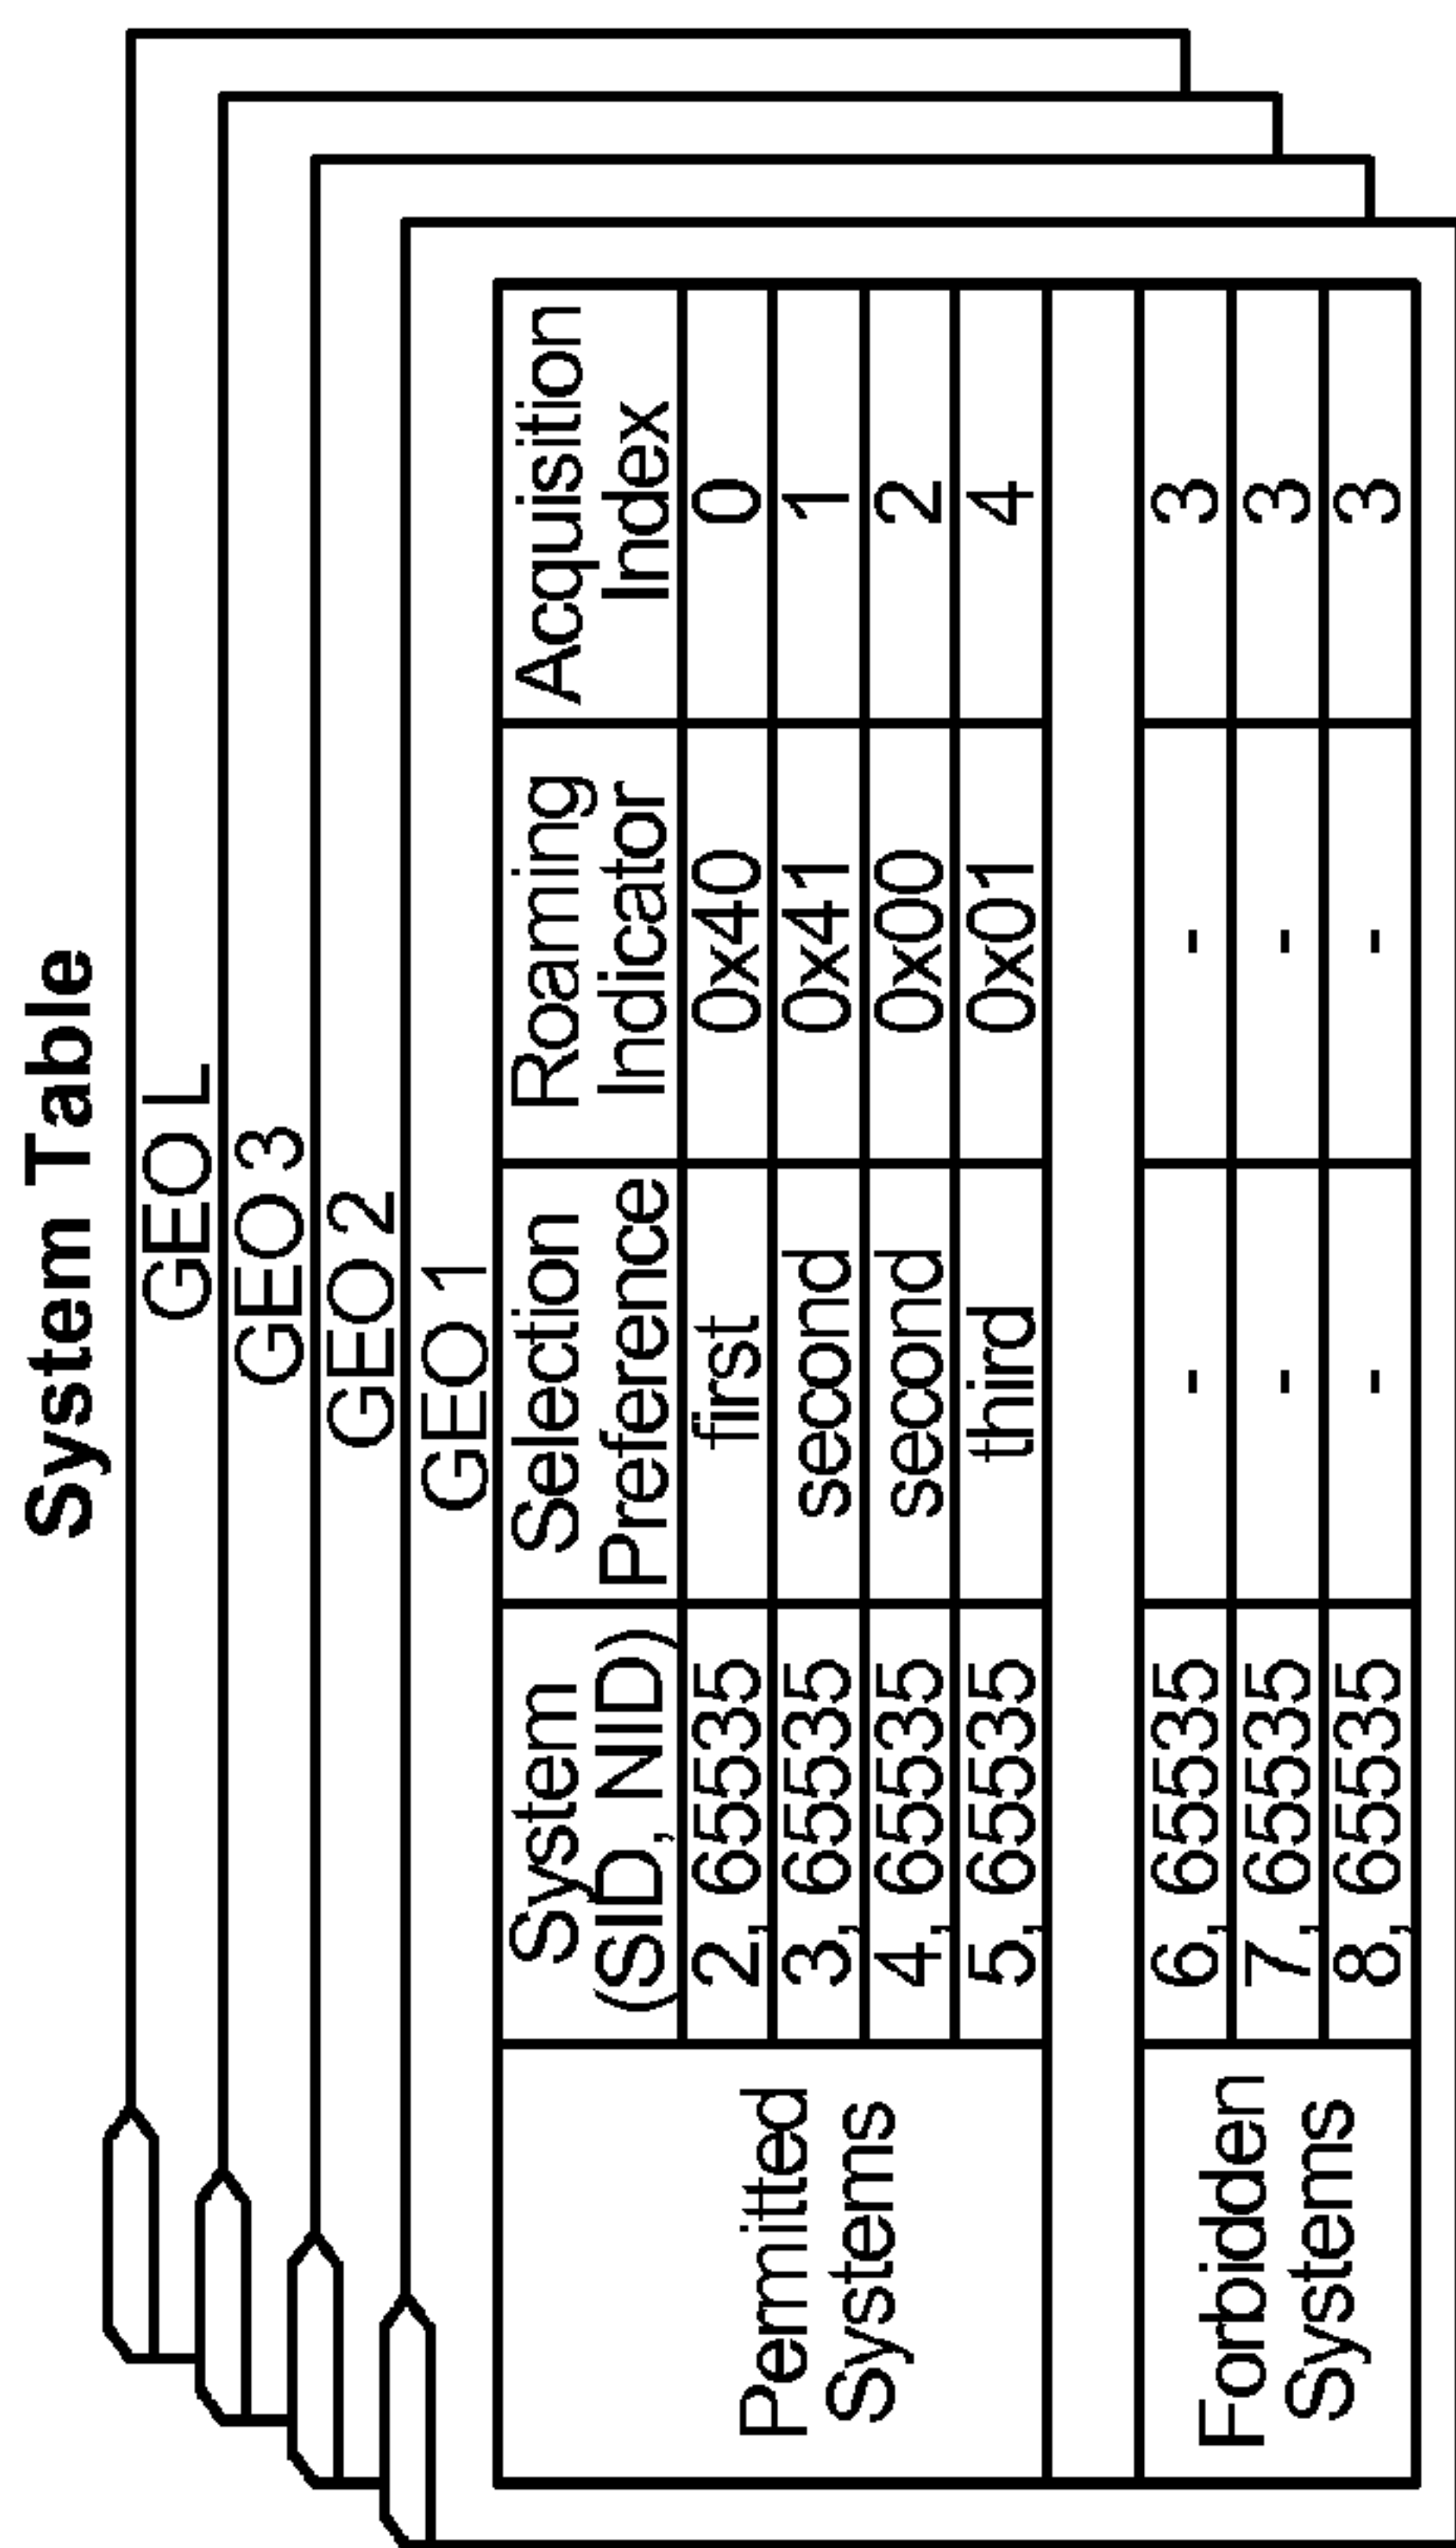 System Table
GEO L
GEO 3
GEO 2
GEO 1
System (SID, NID) Selection Preference Roaming Indicator Acquisition Index
Permitted Systems
2, 65535 first 0x40 0
3, 65535 second 0x41 1
4, 65535 second 0x00 2
5, 65535 third 0x01 4
Forbidden Systems
6, 65535 - - 3
7, 65535 - - 3
8, 65535 - - 3